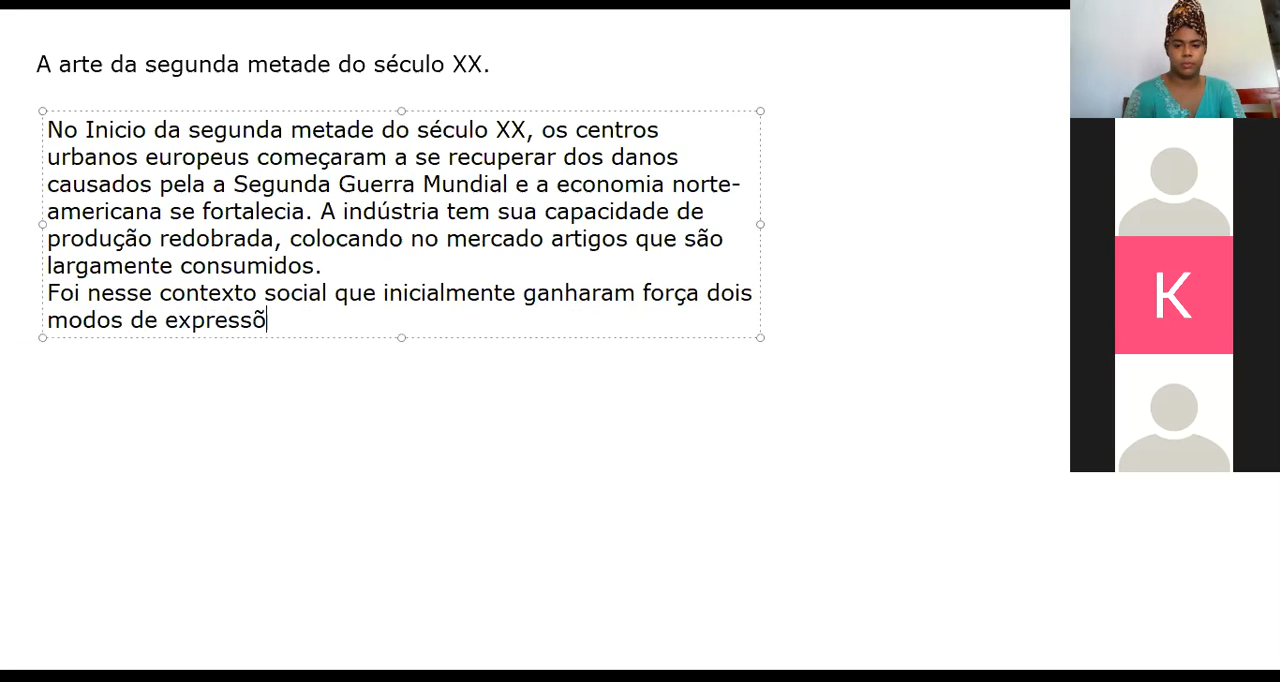 A arte da segunda metade do século XX.
No Inicio da segunda metade do século XX, os centros
urbanos europeus começaram a se recuperar dos danos
causados pela a Segunda Guerra Mundial e a economia norte-
americana se fortalecia. A indústria tem sua capacidade de
produção redobrada, colocando no mercado artigos que são
largamente consumidos.
Foi nesse contexto social que inicialmente ganharam força dois
modos de expressõ
K